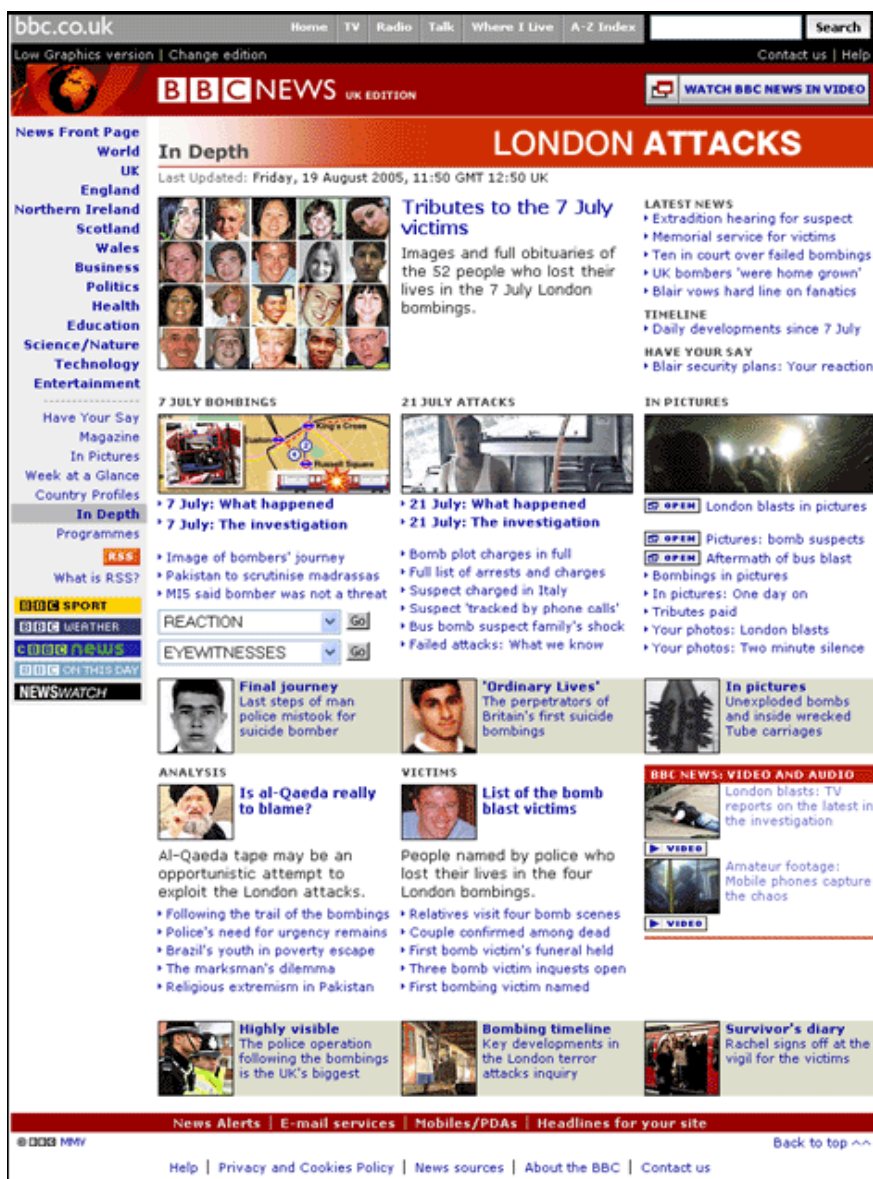 bbc.co.uk
Home TV Radio Talk Where I Live A-Z Index Search
Low Graphics version | Change edition
Contact us | Help
BBC NEWS UK EDITION
WATCH BBC NEWS IN VIDEO
News Front Page
World
UK
England
Northern Ireland
Scotland
Wales
Business
Politics
Health
Education
Science/Nature
Technology
Entertainment
Have Your Say
Magazine
In Pictures
Week at a Glance
Country Profiles
In Depth
Programmes
RSS
What is RSS?
BBC SPORT
BBC WEATHER
CBBC news
BBC ON THIS DAY
NEWSWATCH
In Depth
LONDON ATTACKS
Last Updated: Friday, 19 August 2005, 11:50 GMT 12:50 UK
Tributes to the 7 July
victims
Images and full obituaries of
the 52 people who lost their
lives in the 7 July London
bombings.
LATEST NEWS
Extradition hearing for suspect
Memorial service for victims
Ten in court over failed bombings
UK bombers 'were home grown'
Blair vows hard line on fanatics
TIMELINE
Daily developments since 7 July
HAVE YOUR SAY
Blair security plans: Your reaction
7 JULY BOMBINGS
King's Cross
Euston
Russell Square
7 July: What happened
7 July: The investigation
Image of bombers' journey
Pakistan to scrutinise madrassas
MI5 said bomber was not a threat
REACTION Go
EYEWITNESSES Go
21 JULY ATTACKS
21 July: What happened
21 July: The investigation
Bomb plot charges in full
Full list of arrests and charges
Suspect charged in Italy
Suspect 'tracked by phone calls'
Bus bomb suspect family's shock
Failed attacks: What we know
IN PICTURES
OPEN London blasts in pictures
OPEN Pictures: bomb suspects
OPEN Aftermath of bus blast
Bombings in pictures
In pictures: One day on
Tributes paid
Your photos: London blasts
Your photos: Two minute silence
Final journey
Last steps of man
police mistook for
suicide bomber
'Ordinary Lives'
The perpetrators of
Britain's first suicide
bombings
In pictures
Unexploded bombs
and inside wrecked
Tube carriages
ANALYSIS
Is al-Qaeda really
to blame?
Al-Qaeda tape may be an
opportunistic attempt to
exploit the London attacks.
Following the trail of the bombings
Police's need for urgency remains
Brazil's youth in poverty escape
The marksman's dilemma
Religious extremism in Pakistan
VICTIMS
List of the bomb
blast victims
People named by police who
lost their lives in the four
London bombings.
Relatives visit four bomb scenes
Couple confirmed among dead
First bomb victim's funeral held
Three bomb victim inquests open
First bombing victim named
BBC NEWS: VIDEO AND AUDIO
London blasts: TV
reports on the latest in
the investigation
VIDEO
Amateur footage:
Mobile phones capture
the chaos
VIDEO
Highly visible
The police operation
following the bombings
is the UK's biggest
Bombing timeline
Key developments in
the London terror
attacks inquiry
Survivor's diary
Rachel signs off at the
vigil for the victims
News Alerts | E-mail services | Mobiles/PDAs | Headlines for your site
© BBC MMV
Back to top ^^
Help | Privacy and Cookies Policy | News sources | About the BBC | Contact us